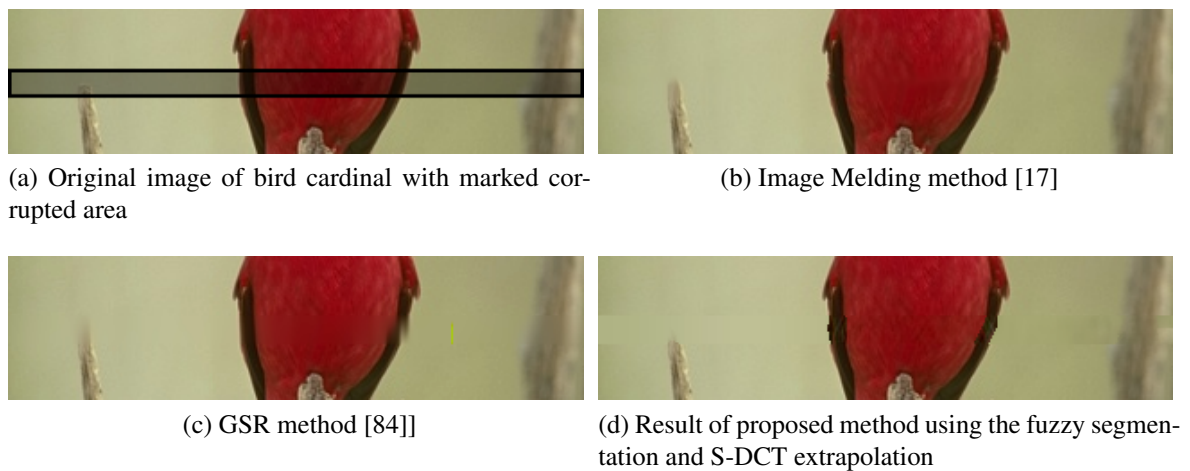 (a) Original image of bird cardinal with marked cor-
rupted area
(b) Image Melding method [17]
(c) GSR method [84]]
(d) Result of proposed method using the fuzzy segmen-
tation and S-DCT extrapolation